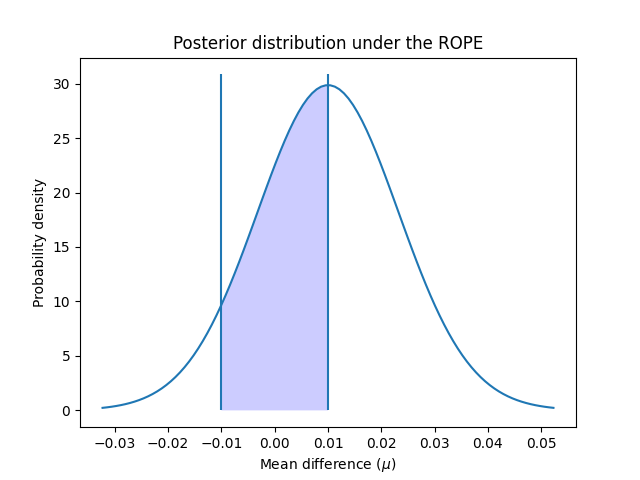 Posterior distribution under the ROPE
30
25
20
15
10
5
0
Probability density
−0.03 −0.02 −0.01 0.00 0.01 0.02 0.03 0.04 0.05
Mean difference (μ)